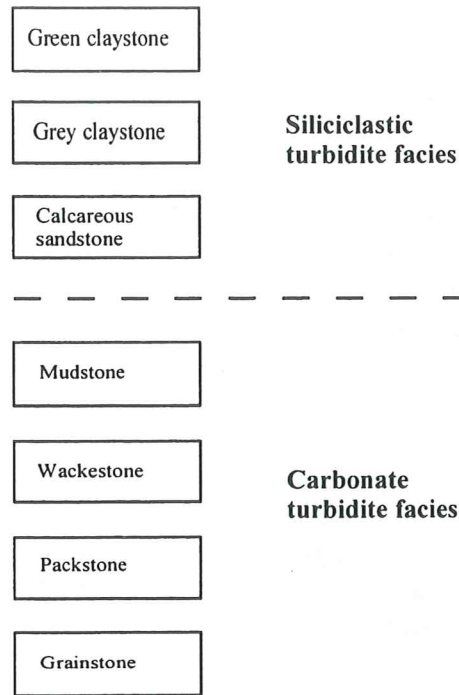 Green claystone
Grey claystone
Siliciclastic
turbidite facies
Calcareous
sandstone
Mudstone
Wackestone
Carbonate
turbidite facies
Packstone
Grainstone